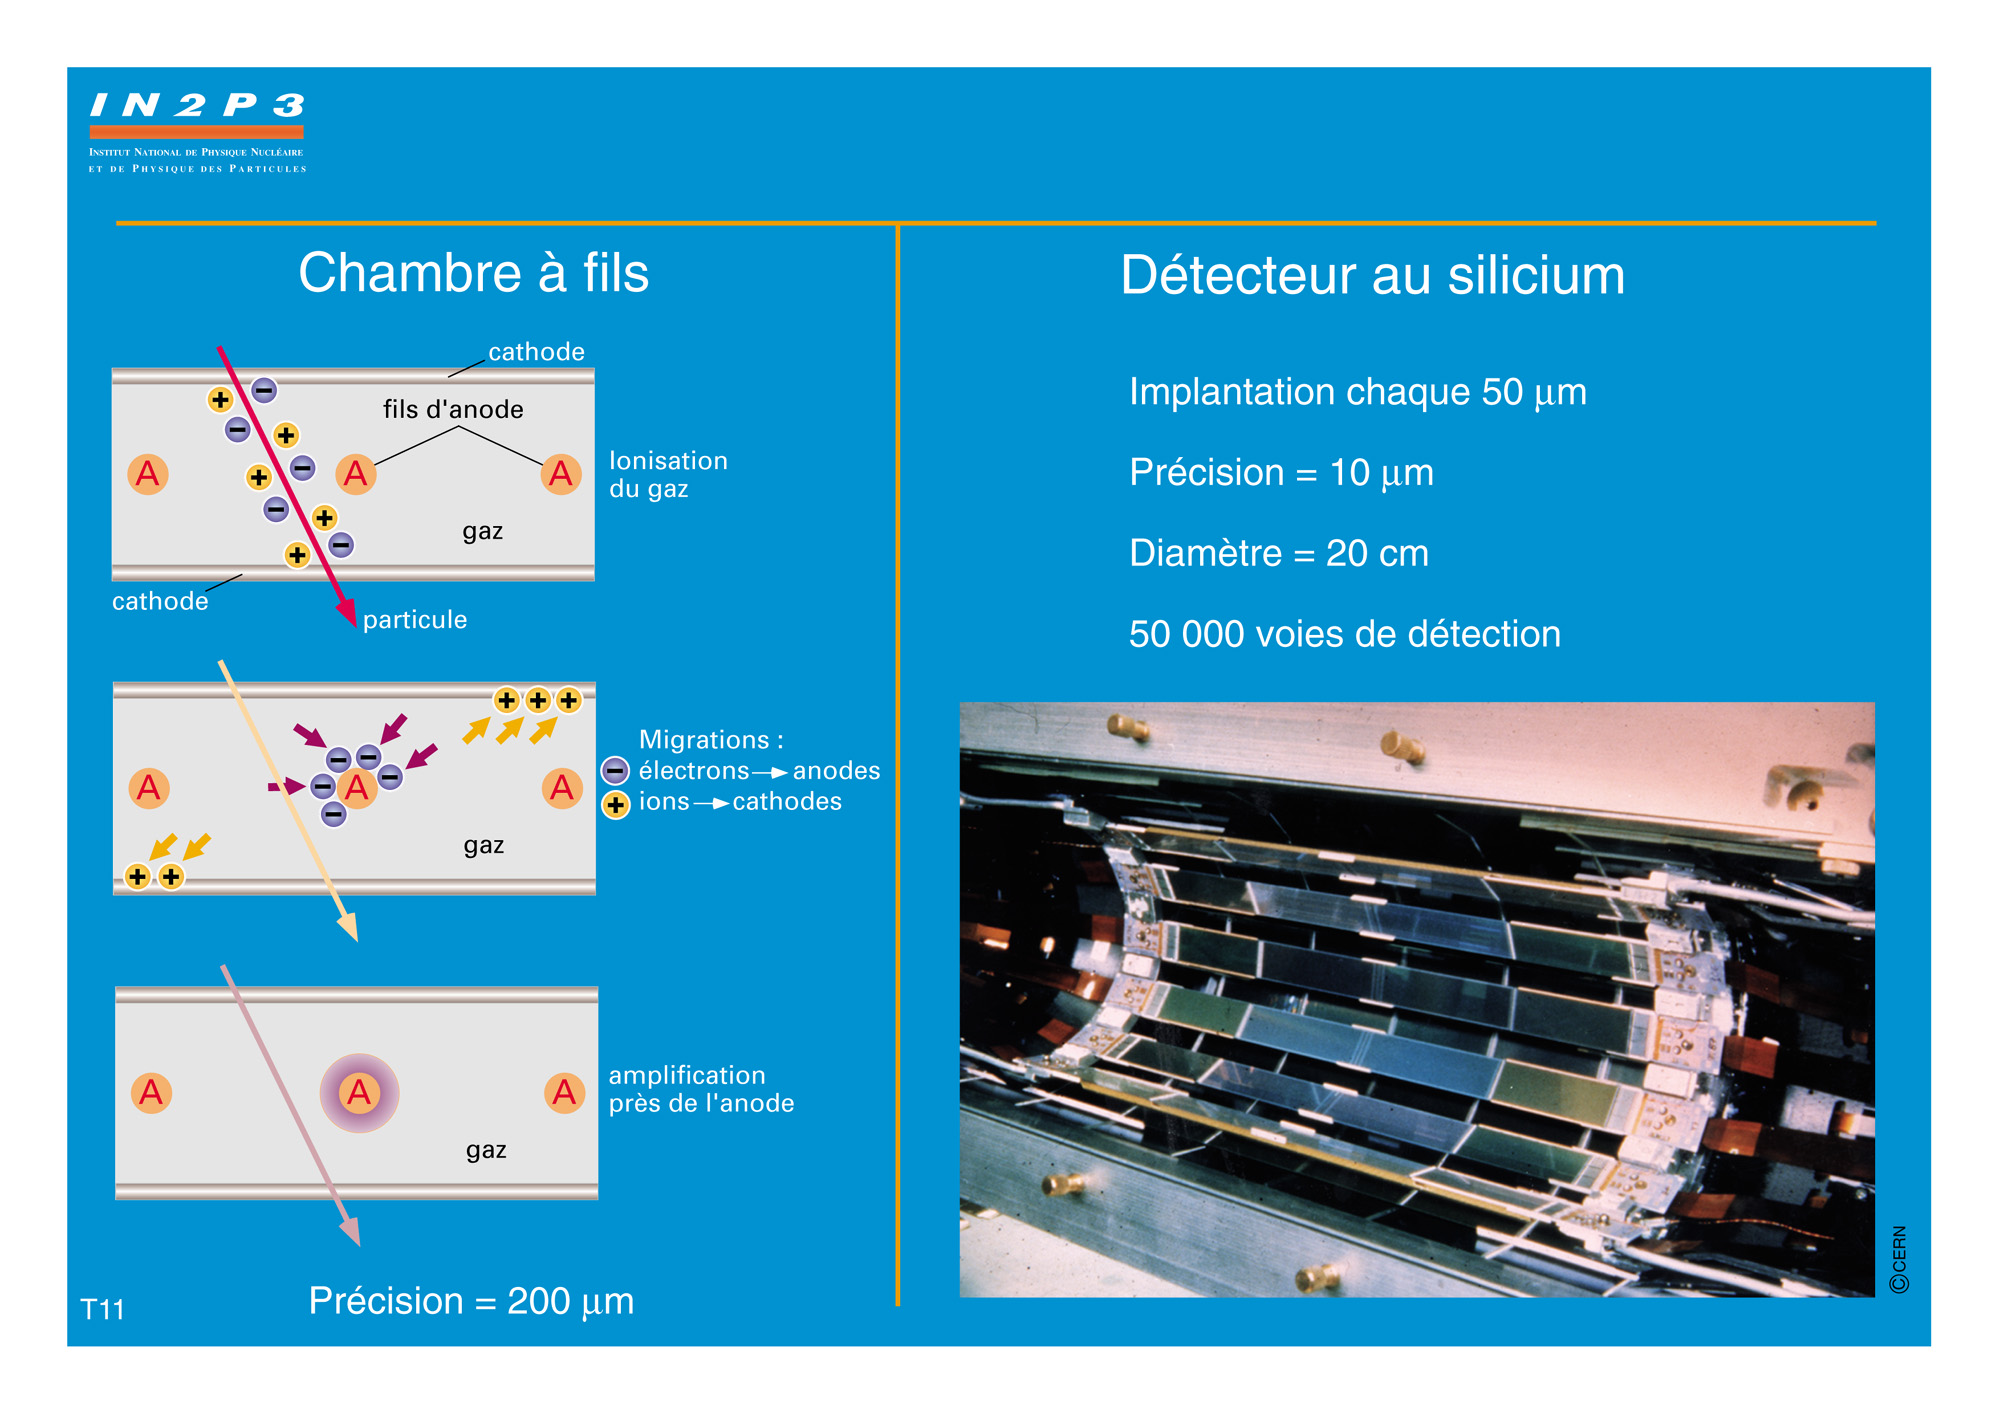 IN2P3
INSTITUT NATIONAL DE PHYSIQUE NUCLÉAIRE
ET DE PHYSIQUE DES PARTICULES
Chambre à fils
cathode
fils d'anode
+
-
-
+
A
A
A
+
-
-
+
+
-
gaz
Ionisation
du gaz
cathode
particule
+ + +
- -
- A -
-
A
A
gaz
+ +
Migrations :
- électrons → anodes
+ ions → cathodes
A
A
A
gaz
amplification
près de l'anode
Précision = 200 µm
T11
Détecteur au silicium
Implantation chaque 50 µm
Précision = 10 µm
Diamètre = 20 cm
50 000 voies de détection
©CERN